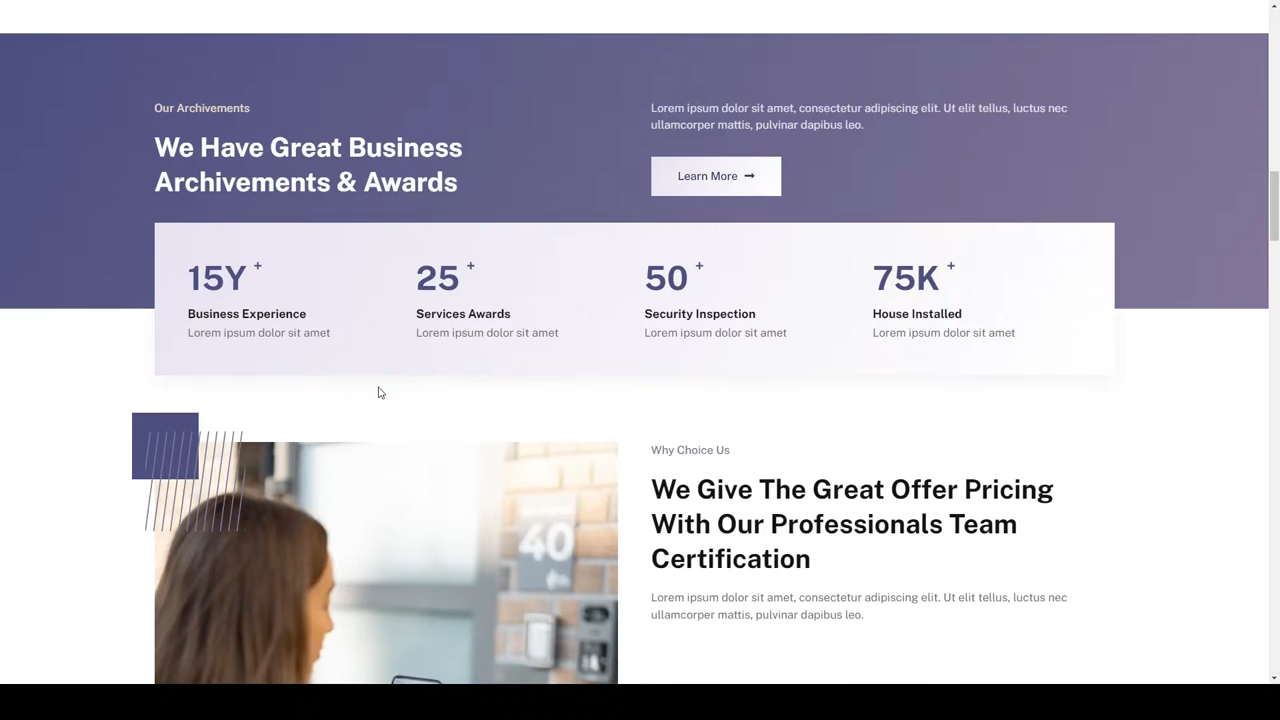 Our Archivements
We Have Great Business
Archivements & Awards
Lorem ipsum dolor sit amet, consectetur adipiscing elit. Ut elit tellus, luctus nec
ullamcorper mattis, pulvinar dapibus leo.
Learn More
15Y +
Business Experience
Lorem ipsum dolor sit amet
25 +
Services Awards
Lorem ipsum dolor sit amet
50 +
Security Inspection
Lorem ipsum dolor sit amet
75K +
House Installed
Lorem ipsum dolor sit amet
40
Why Choice Us
We Give The Great Offer Pricing
With Our Professionals Team
Certification
Lorem ipsum dolor sit amet, consectetur adipiscing elit. Ut elit tellus, luctus nec
ullamcorper mattis, pulvinar dapibus leo.